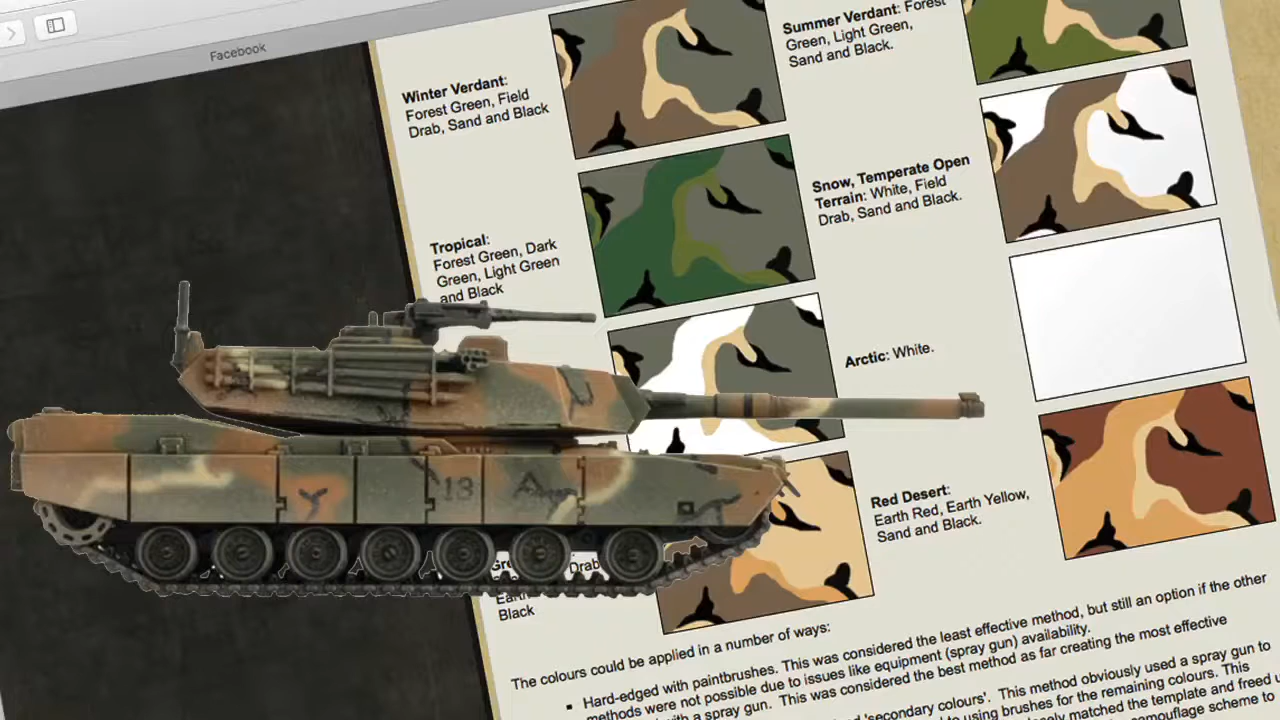 Facebook
Winter Verdant:
Forest Green, Field
Drab, Sand and Black
Summer Verdant: Forest
Green, Light Green,
Sand and Black.
Tropical:
Forest Green, Dark
Green, Light Green
and Black
Snow, Temperate Open
Terrain: White, Field
Drab, Sand and Black.
Arctic: White.
13
Red Desert:
Earth Red, Earth Yellow,
Sand and Black.
Drab
Black
The colours could be applied in a number of ways:
Hard-edged with paintbrushes. This was considered the least effective method, but still an option if the other
methods were not possible due to issues like equipment (spray gun) availability.
with a spray gun. This was considered the best method as far creating the most effective
'secondary colours'. This method obviously used a spray gun to
to using brushes for the remaining colours. This
matched the template and freed
camouflage scheme to